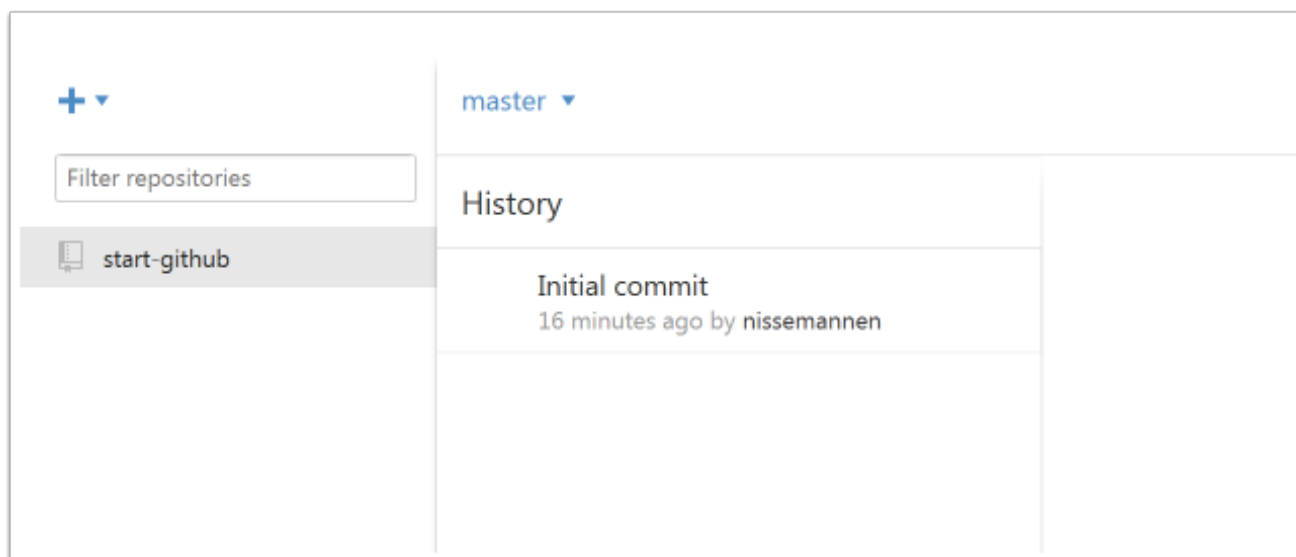 master
Filter repositories
start-github
History
Initial commit
16 minutes ago by nissemannen